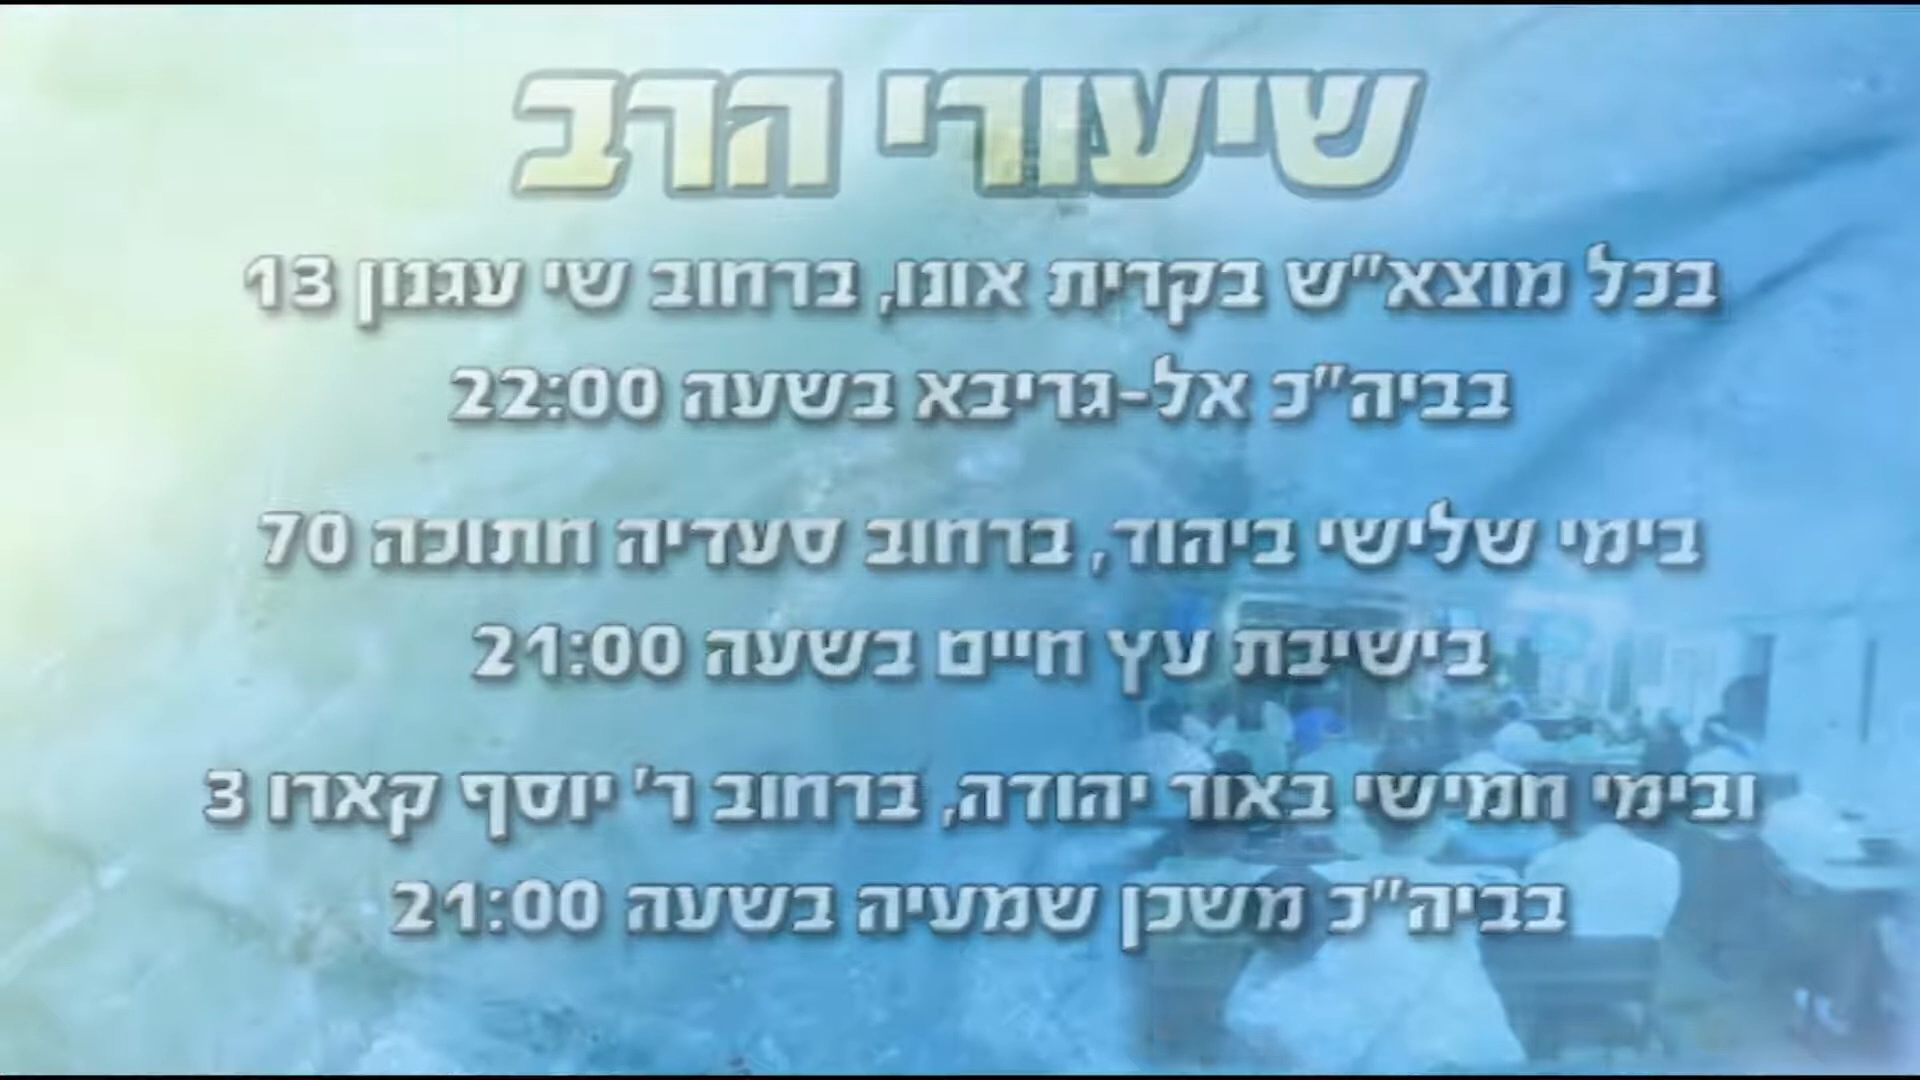 שיעורי הרב
בכל מוצא"ש בקרית אונו, ברחוב שי עגנון 13
בביה"כ אל-גריבא בשעה 22:00
בימי שלישי ביהוד, ברחוב סעדיה חתוכה 70
בישיבת עץ חיים בשעה 21:00
ובימי חמישי באור יהודה, ברחוב ר' יוסף קארו 3
בביה"כ משכן שמעיה בשעה 21:00